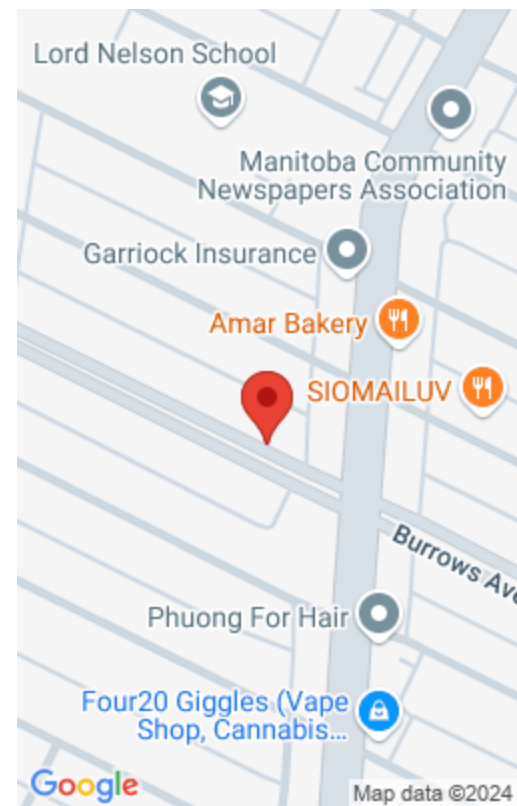 Lord Nelson School
Manitoba Community
Newspapers Association
Garriock Insurance
Amar Bakery
SIOMAILUV
Burrows Ave
Phuong For Hair
Four20 Giggles (Vape
Shop, Cannabis...
Google
Map data ©2024